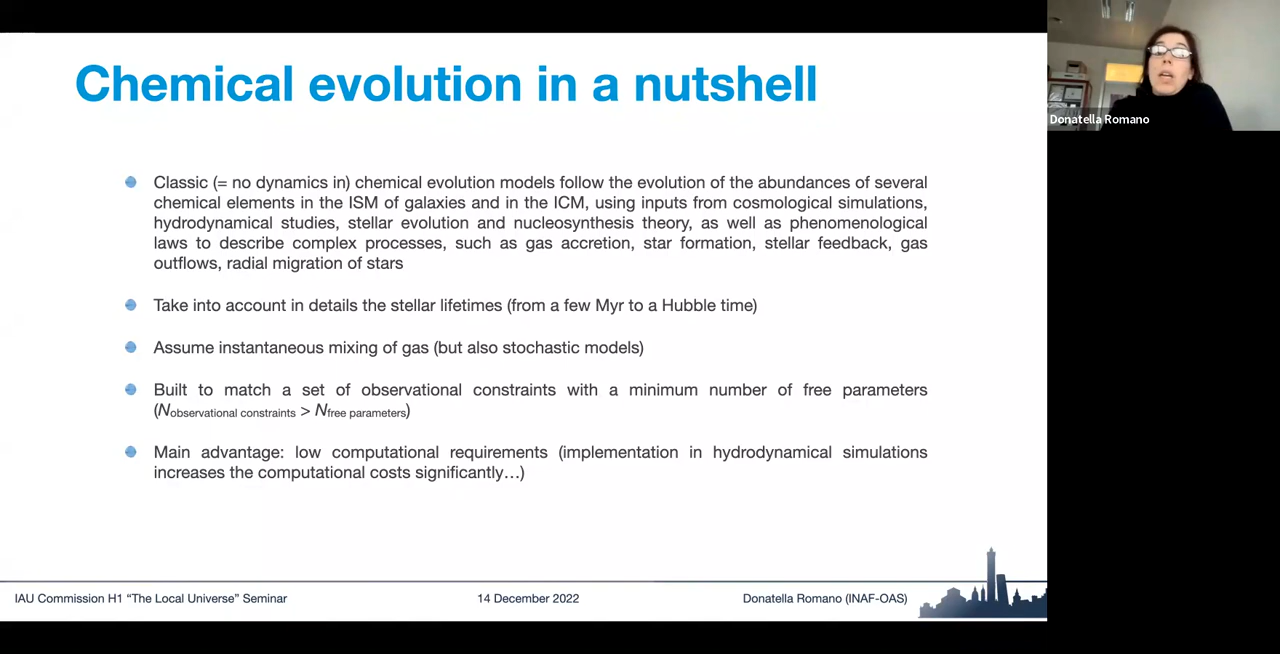 Chemical evolution in a nutshell
Classic (= no dynamics in) chemical evolution models follow the evolution of the abundances of several
chemical elements in the ISM of galaxies and in the ICM, using inputs from cosmological simulations,
hydrodynamical studies, stellar evolution and nucleosynthesis theory, as well as phenomenological
laws to describe complex processes, such as gas accretion, star formation, stellar feedback, gas
outflows, radial migration of stars
Take into account in details the stellar lifetimes (from a few Myr to a Hubble time)
Assume instantaneous mixing of gas (but also stochastic models)
Built to match a set of observational constraints with a minimum number of free parameters
(Nobservational constraints > Nfree parameters)
Main advantage: low computational requirements (implementation in hydrodynamical simulations
increases the computational costs significantly…)
IAU Commission H1 “The Local Universe” Seminar
14 December 2022
Donatella Romano (INAF-OAS)
Donatella Romano